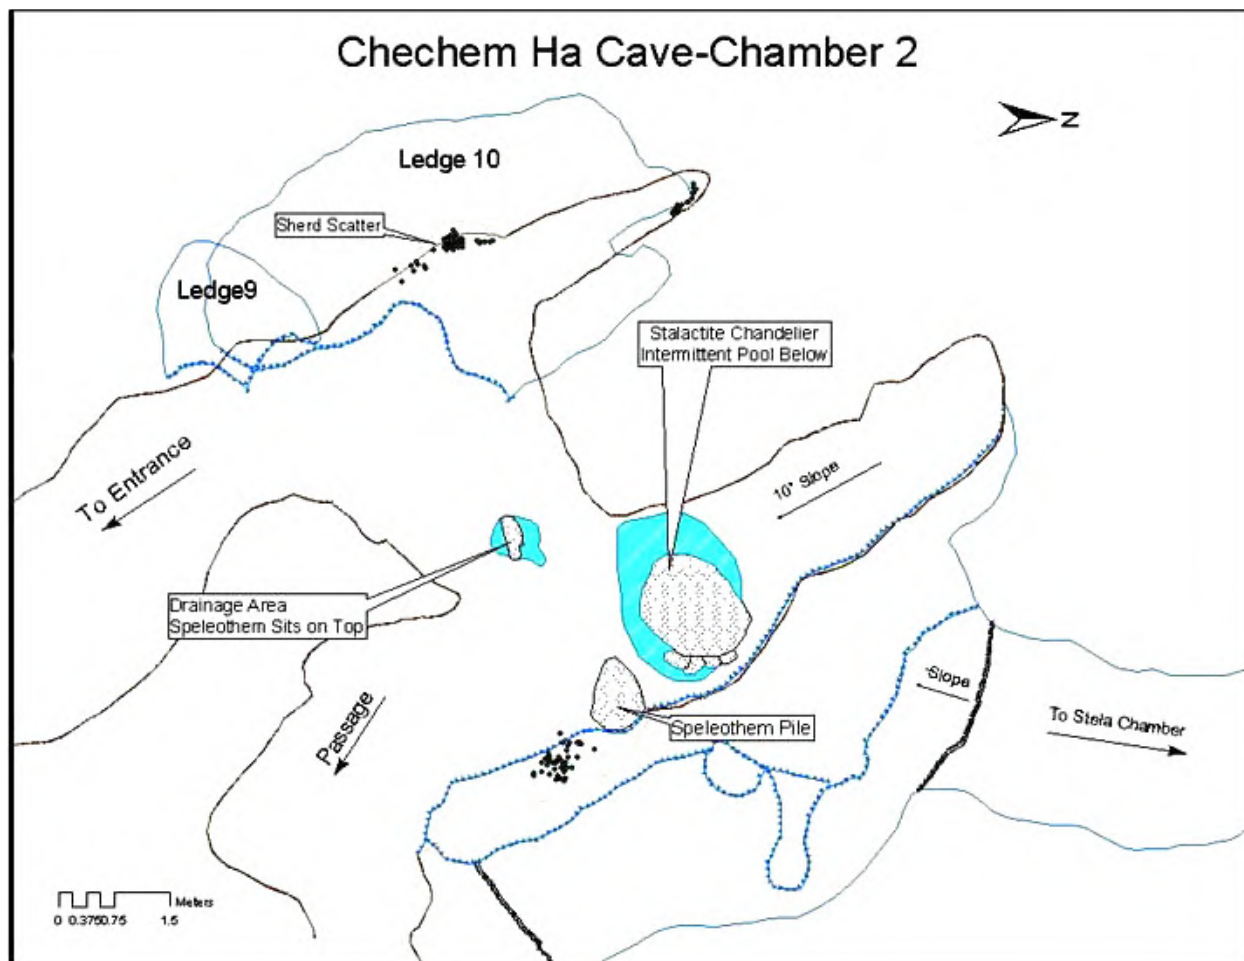 Chechem Ha Cave-Chamber 2
N
Ledge 10
Sherd Scatter
Ledge9
Stalactite Chandelier
Intermittent Pool Below
To Entrance
10° Slope
Drainage Area
Speleothem Sits on Top
Passage
Slope
Speleothem Pile
To Stela Chamber
Meters
0 0.375 0.75 1.5